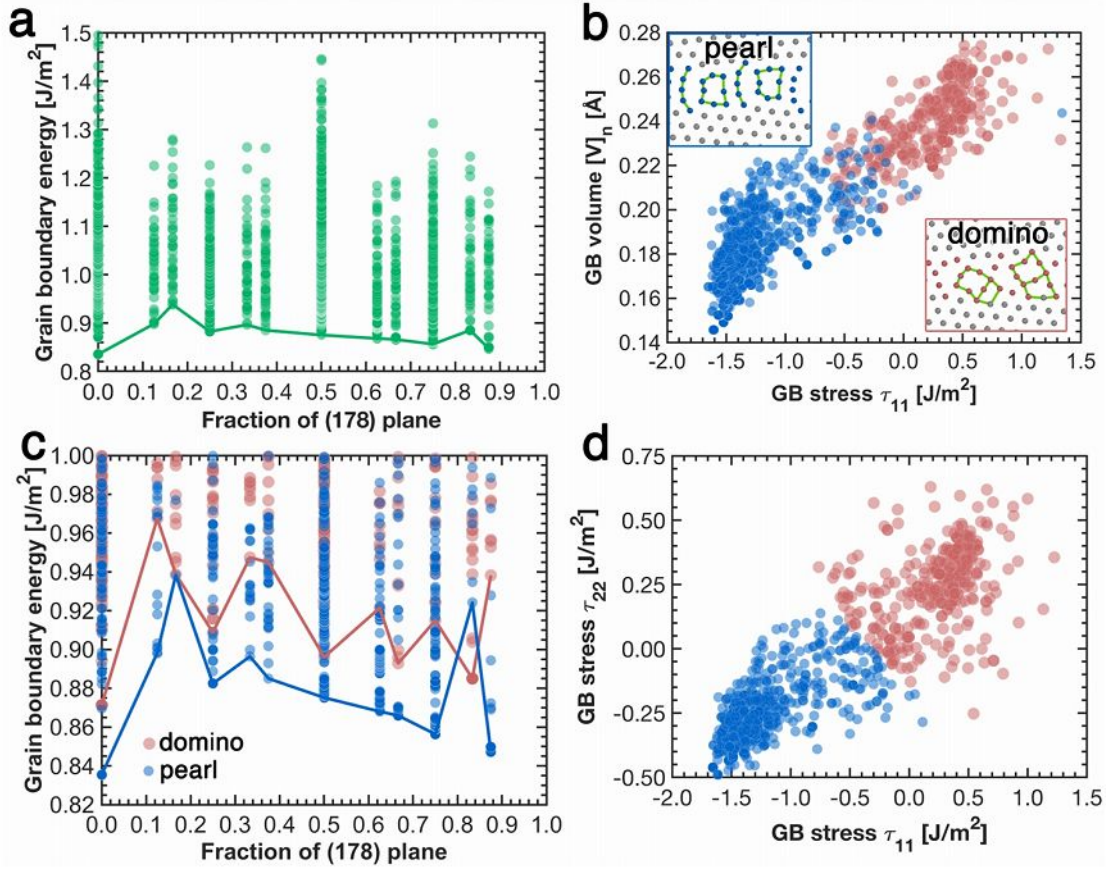 a
1.5
1.4
1.3
1.2
1.1
1.0
0.9
0.8
Grain boundary energy [J/m²]
0.0 0.1 0.2 0.3 0.4 0.5 0.6 0.7 0.8 0.9 1.0
Fraction of (178) plane
b
0.28
0.26
0.24
0.22
0.20
0.18
0.16
0.14
GB volume [V]n [Å]
pearl
domino
-2.0 -1.5 -1.0 -0.5 0.0 0.5 1.0 1.5
GB stress τ11 [J/m²]
c
1.00
0.98
0.96
0.94
0.92
0.90
0.88
0.86
0.84
0.82
Grain boundary energy [J/m²]
domino
pearl
0.0 0.1 0.2 0.3 0.4 0.5 0.6 0.7 0.8 0.9 1.0
Fraction of (178) plane
d
0.75
0.50
0.25
0.00
-0.25
-0.50
GB stress τ22 [J/m²]
-2.0 -1.5 -1.0 -0.5 0.0 0.5 1.0 1.5
GB stress τ11 [J/m²]